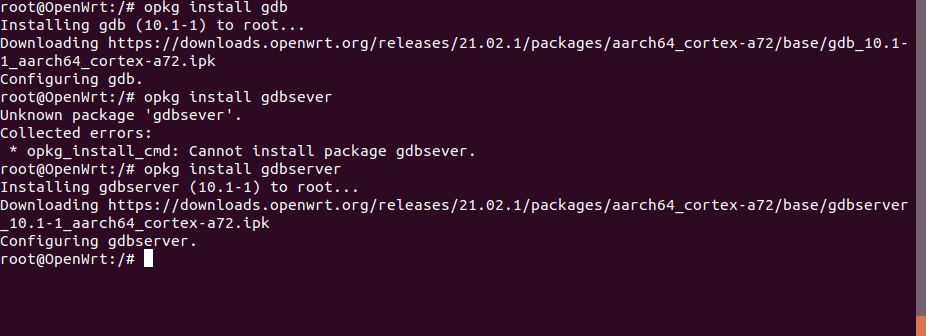 root@OpenWrt:/# opkg install gdb
Installing gdb (10.1-1) to root...
Downloading https://downloads.openwrt.org/releases/21.02.1/packages/aarch64_cortex-a72/base/gdb_10.1-
1_aarch64_cortex-a72.ipk
Configuring gdb.
root@OpenWrt:/# opkg install gdbsever
Unknown package 'gdbsever'.
Collected errors:
 * opkg_install_cmd: Cannot install package gdbsever.
root@OpenWrt:/# opkg install gdbserver
Installing gdbserver (10.1-1) to root...
Downloading https://downloads.openwrt.org/releases/21.02.1/packages/aarch64_cortex-a72/base/gdbserver
_10.1-1_aarch64_cortex-a72.ipk
Configuring gdbserver.
root@OpenWrt:/#